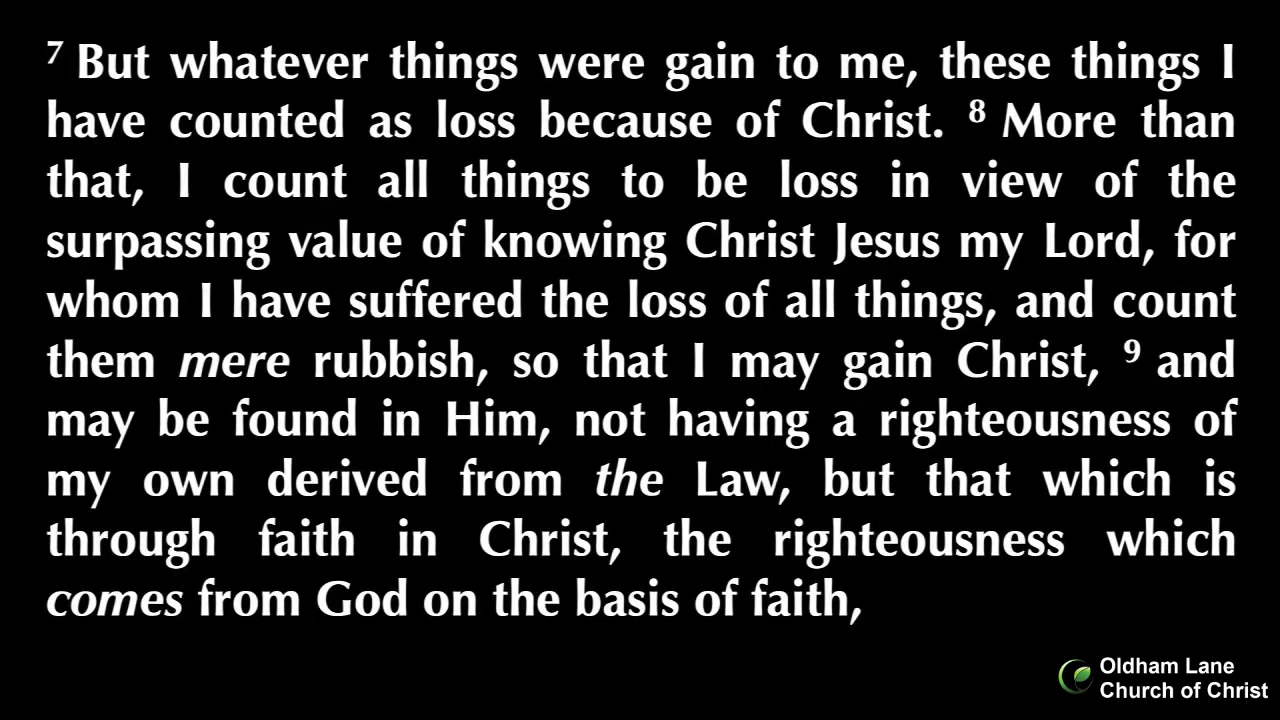 7 But whatever things were gain to me, these things I
have counted as loss because of Christ. 8 More than
that, I count all things to be loss in view of the
surpassing value of knowing Christ Jesus my Lord, for
whom I have suffered the loss of all things, and count
them mere rubbish, so that I may gain Christ, 9 and
may be found in Him, not having a righteousness of
my own derived from the Law, but that which is
through faith in Christ, the righteousness which
comes from God on the basis of faith,
Oldham Lane
Church of Christ